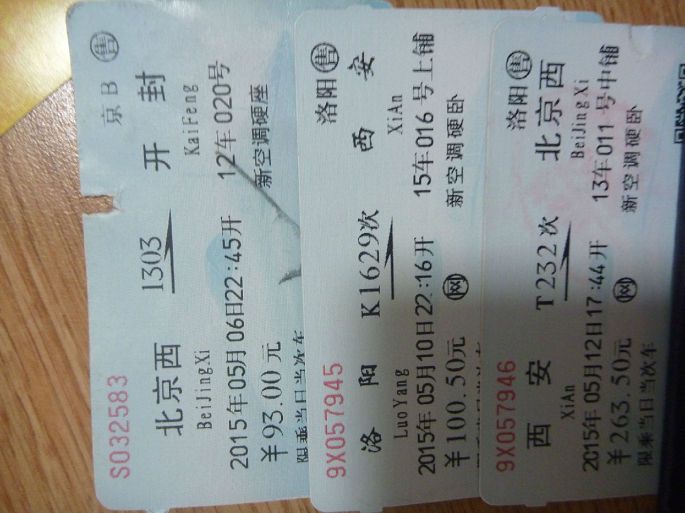 S032583
京B 售
北京西 1303 开封
BeiJingXi KaiFeng
2015年05月06日22:45开 12车020号
¥93.00元 新空调硬座
限乘当日当次车
9X057945
洛阳 售
洛阳 K1629次 西安
LuoYang XiAn
2015年05月10日22:16开 15车016号上铺
¥100.50元 网 新空调硬卧
9X057946
洛阳 售
西安 T232次 北京西
XiAn BeiJingXi
2015年05月12日17:44开 13车011号中铺
¥263.50元 网 新空调硬卧
限乘当日当次车